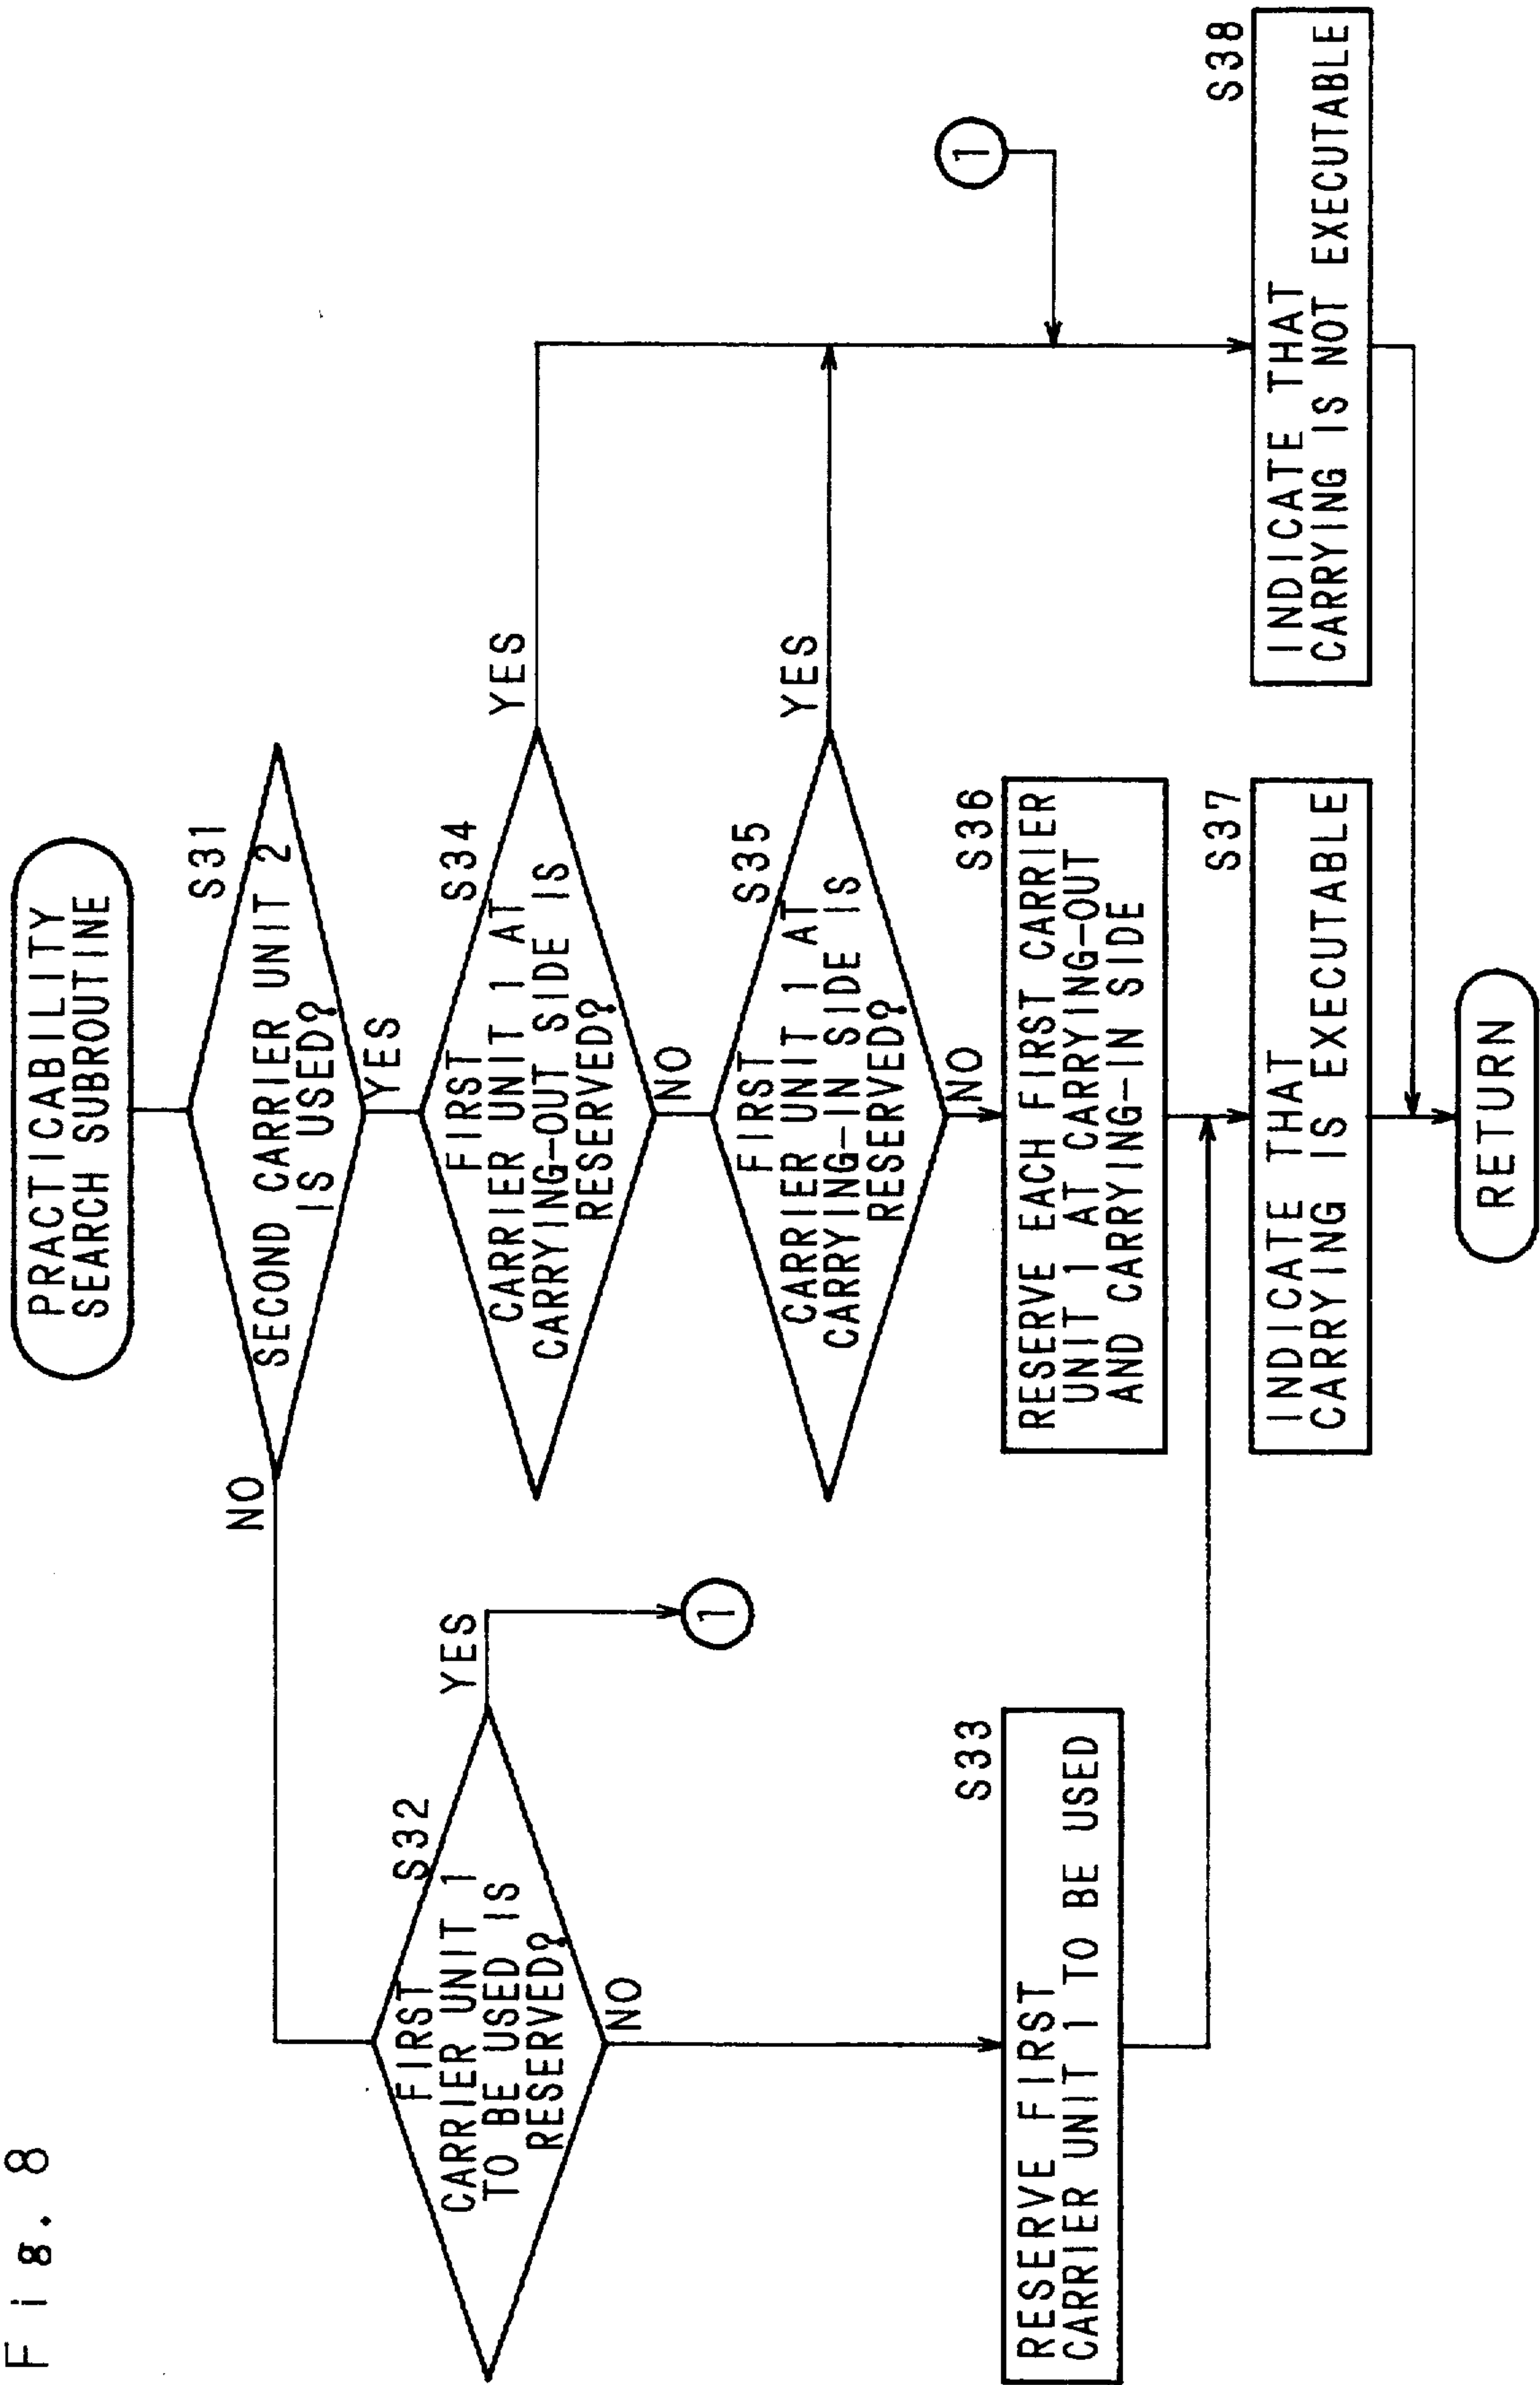 Fig. 8
PRACTICABILITY
SEARCH SUBROUTINE
S31
SECOND CARRIER UNIT 2
IS USED?
NO
YES
S32
FIRST
CARRIER UNIT 1
TO BE USED IS
RESERVED?
YES
NO
1
S34
FIRST
CARRIER UNIT 1 AT
CARRYING-OUT SIDE IS
RESERVED?
YES
NO
S35
FIRST
CARRIER UNIT 1 AT
CARRYING-IN SIDE IS
RESERVED?
YES
NO
1
S33
RESERVE FIRST
CARRIER UNIT 1 TO BE USED
S36
RESERVE EACH FIRST CARRIER
UNIT 1 AT CARRYING-OUT
AND CARRYING-IN SIDE
S37
INDICATE THAT
CARRYING IS EXECUTABLE
S38
INDICATE THAT
CARRYING IS NOT EXECUTABLE
RETURN